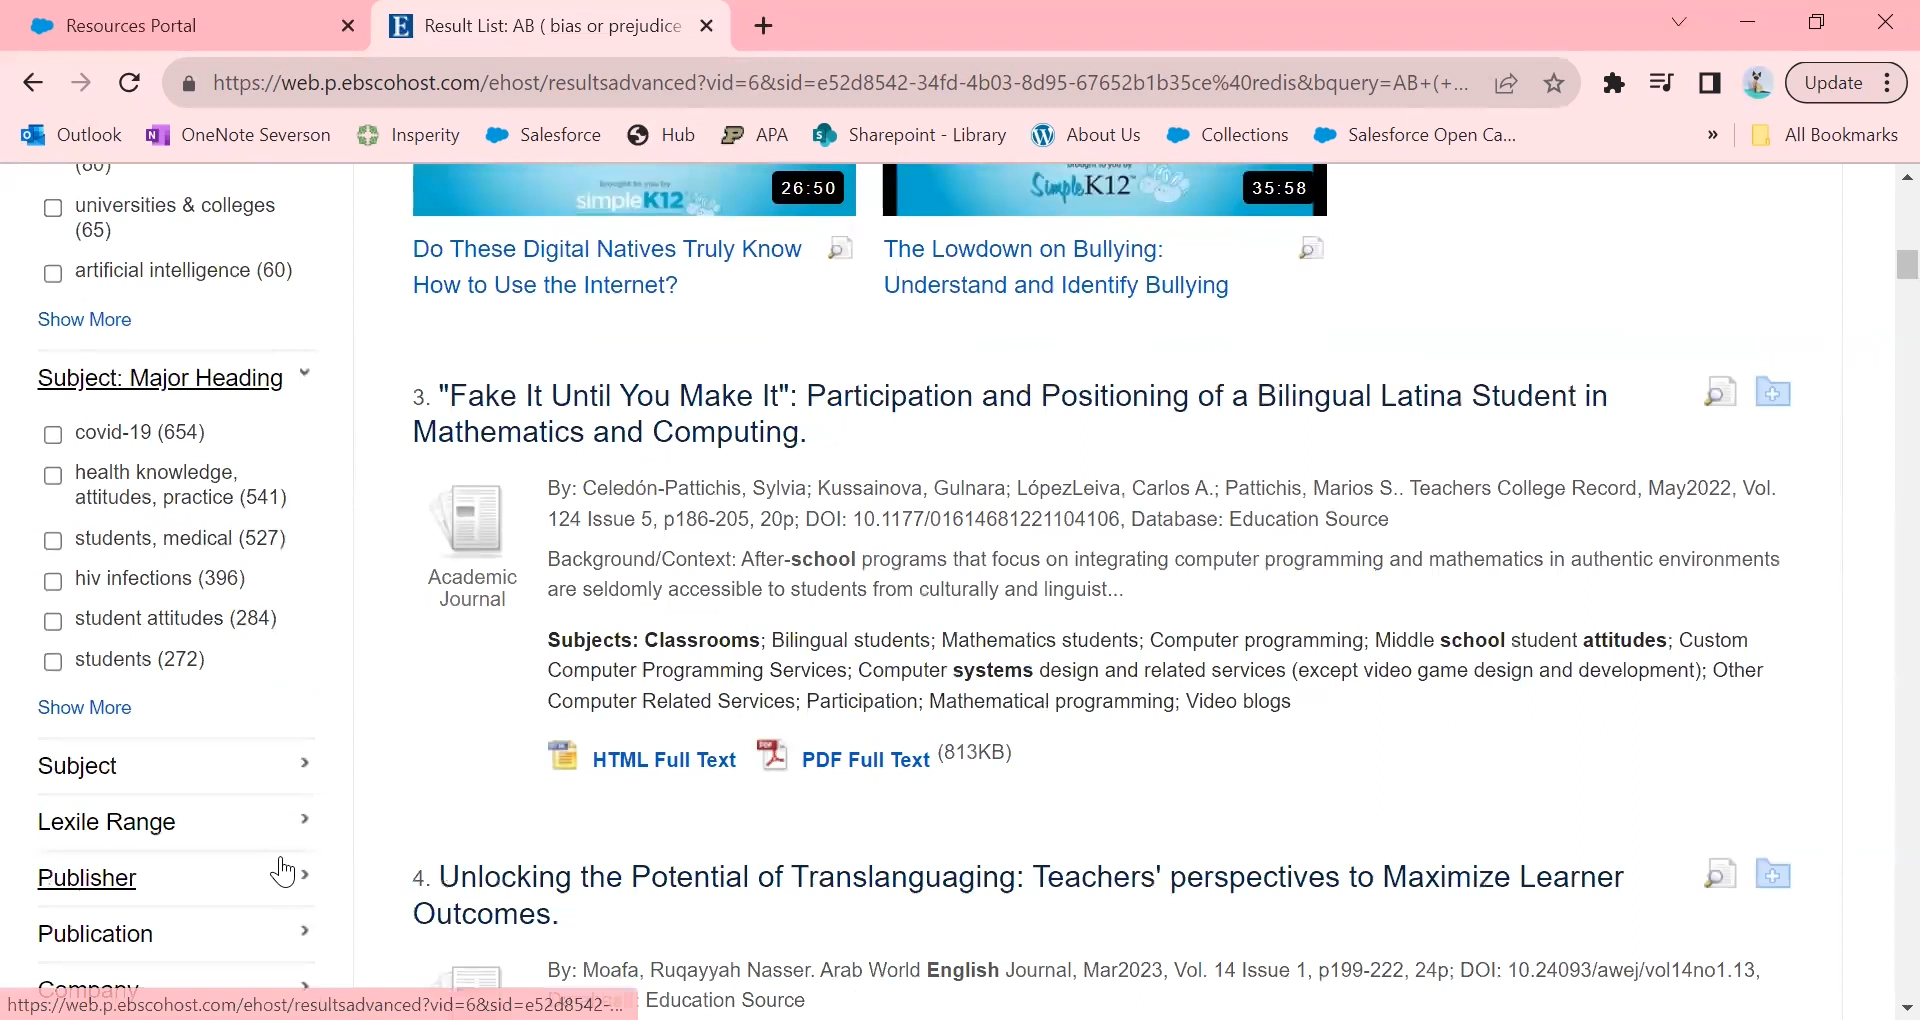 Resources Portal
Result List: AB ( bias or prejudice
https://web.p.ebscohost.com/ehost/resultsadvanced?vid=6&sid=e52d8542-34fd-4b03-8d95-67652b1b35ce%40redis&bquery=AB+(+...
Update
Outlook
OneNote Severson
Insperity
Salesforce
Hub
APA
Sharepoint - Library
About Us
Collections
Salesforce Open Ca...
»
All Bookmarks
universities & colleges
(65)
artificial intelligence (60)
Show More
Subject: Major Heading
covid-19 (654)
health knowledge,
attitudes, practice (541)
students, medical (527)
hiv infections (396)
student attitudes (284)
students (272)
Show More
Subject
Lexile Range
Publisher
Publication
Company
https://web.p.ebscohost.com/ehost/resultsadvanced?vid=6&sid=e52d8542-...
brought to you by
simpleK12
26:50
SimpleK12™
35:58
Do These Digital Natives Truly Know
How to Use the Internet?
The Lowdown on Bullying:
Understand and Identify Bullying
3. "Fake It Until You Make It": Participation and Positioning of a Bilingual Latina Student in
Mathematics and Computing.
Academic
Journal
By: Celedón-Pattichis, Sylvia; Kussainova, Gulnara; LópezLeiva, Carlos A.; Pattichis, Marios S.. Teachers College Record, May2022, Vol.
124 Issue 5, p186-205, 20p; DOI: 10.1177/01614681221104106, Database: Education Source
Background/Context: After-school programs that focus on integrating computer programming and mathematics in authentic environments
are seldomly accessible to students from culturally and linguist...
Subjects: Classrooms; Bilingual students; Mathematics students; Computer programming; Middle school student attitudes; Custom
Computer Programming Services; Computer systems design and related services (except video game design and development); Other
Computer Related Services; Participation; Mathematical programming; Video blogs
HTML Full Text
PDF Full Text (813KB)
4. Unlocking the Potential of Translanguaging: Teachers' perspectives to Maximize Learner
Outcomes.
By: Moafa, Ruqayyah Nasser. Arab World English Journal, Mar2023, Vol. 14 Issue 1, p199-222, 24p; DOI: 10.24093/awej/vol14no1.13,
Education Source